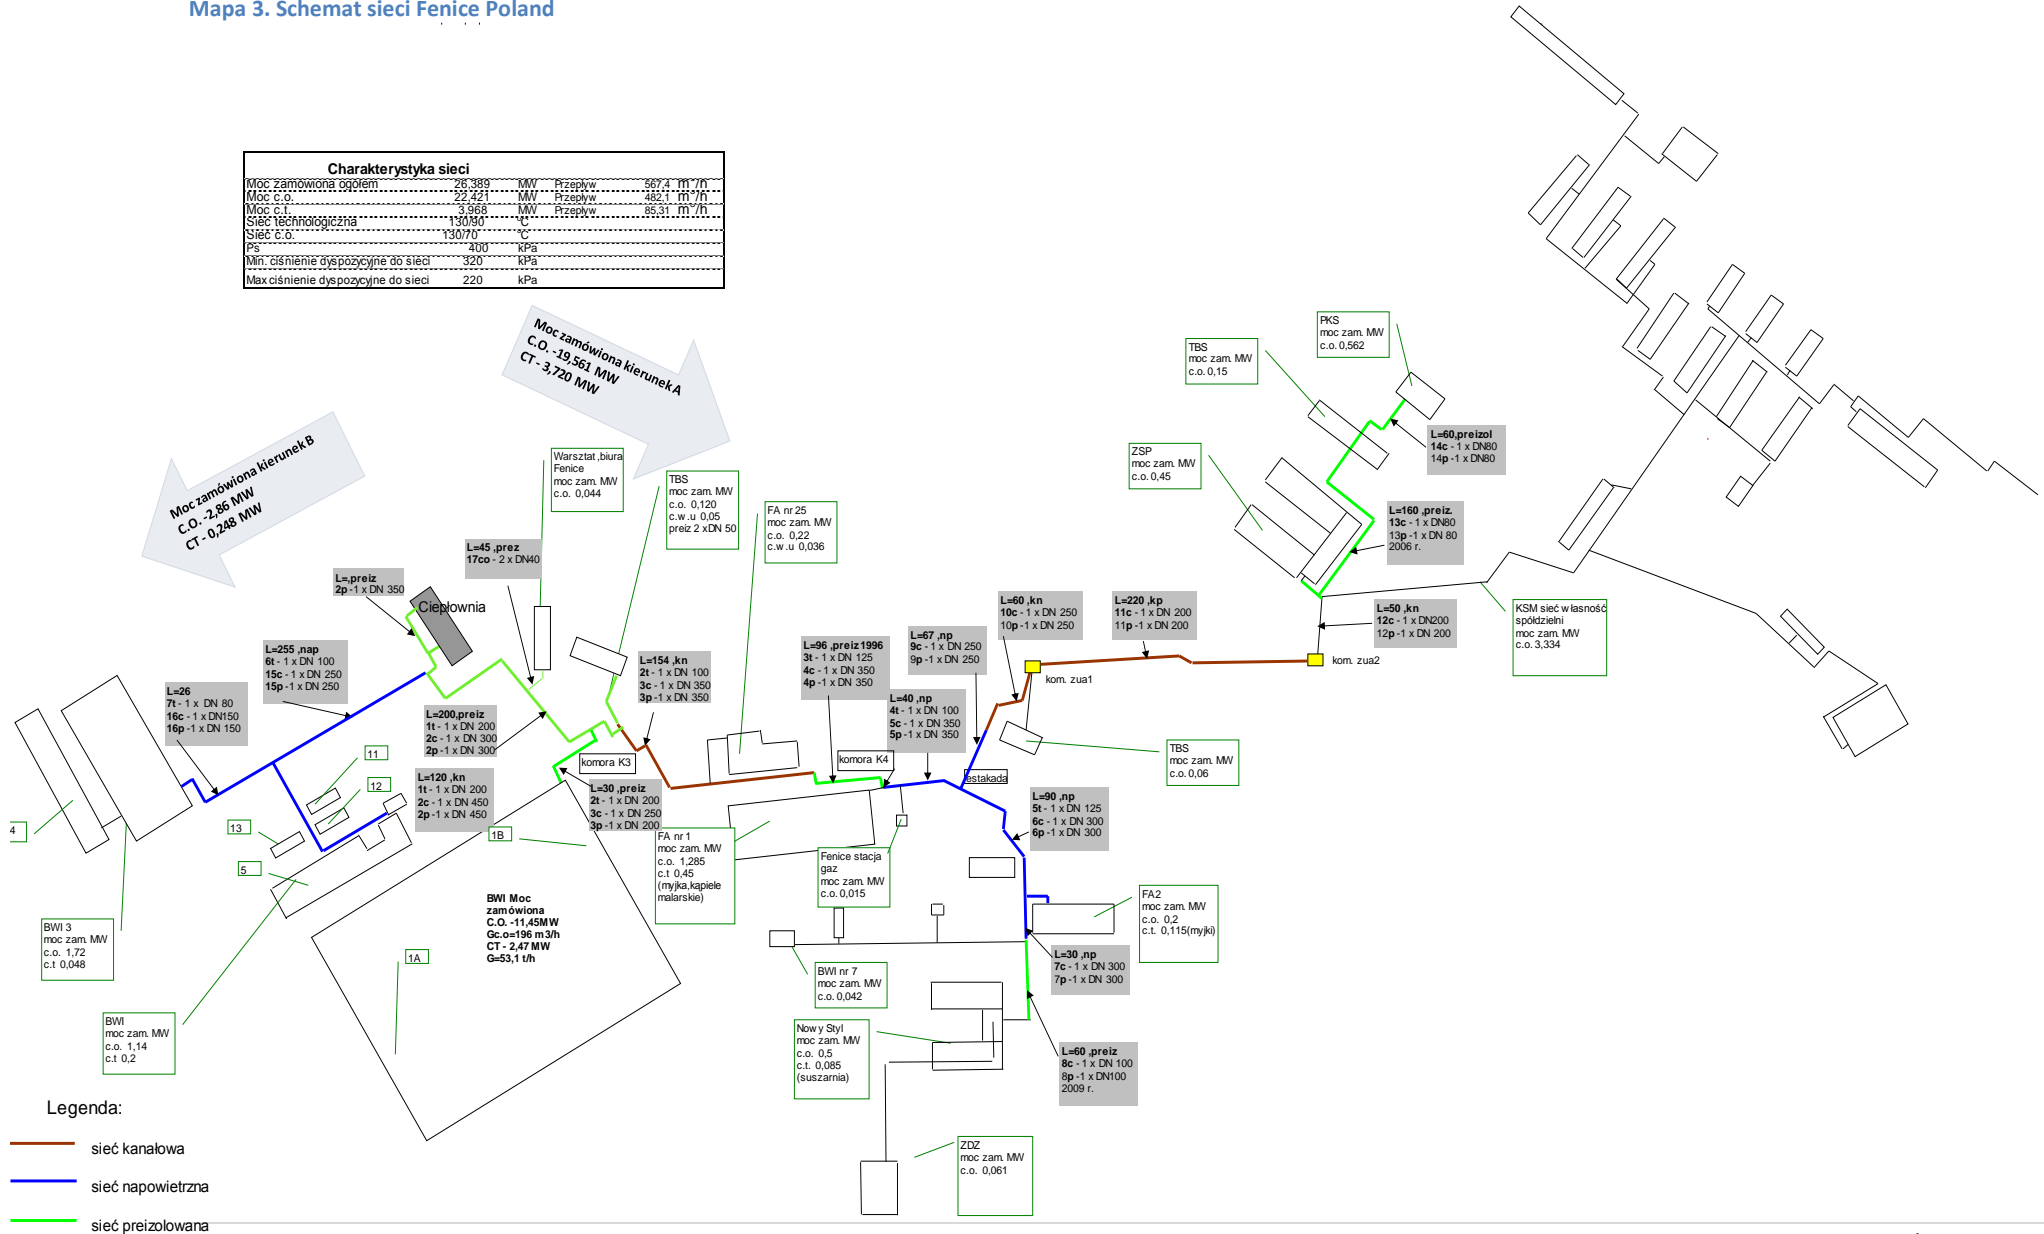 Mapa 3. Schemat sieci Fenice Poland
Charakterystyka sieci
Moc zamówiona ogółem 26,389 MW Przepływ 567,4 m³/h
Moc c.o. 22,421 MW Przepływ 482,1 m³/h
Moc c.t. 3,968 MW Przepływ 85,31 m³/h
Sieć technologiczna 130/90 °C
Sieć c.o. 130/70 °C
Ps 400 kPa
Min. ciśnienie dyspozycyjne do sieci 320 kPa
Max ciśnienie dyspozycyjne do sieci 220 kPa
Moc zamówiona kierunek A
C.O. -19,561 MW
CT - 3,720 MW
Moc zamówiona kierunek B
C.O. -2,86 MW
CT - 0,248 MW
PKS
moc zam. MW
c.o. 0,562
TBS
moc zam. MW
c.o. 0,15
ZSP
moc zam. MW
c.o. 0,45
L=60,preizol
14c - 1 x DN80
14p -1 x DN80
L=160 ,preiz.
13c - 1 x DN80
13p -1 x DN 80
2006 r.
Warsztat ,biura
Fenice
moc zam. MW
c.o. 0,044
TBS
moc zam. MW
c.o. 0,120
c.w .u 0,05
preiz 2 xDN 50
FA nr 25
moc zam. MW
c.o. 0,22
c.w .u 0,036
L=45 ,prez
17co - 2 x DN40
L=,preiz
2p -1 x DN 350
Ciepłownia
L=255 ,nap
6t - 1 x DN 100
15c - 1 x DN 250
15p -1 x DN 250
L=26
7t - 1 x DN 80
16c - 1 x DN150
16p -1 x DN 150
L=200,preiz
1t - 1 x DN 200
2c - 1 x DN 300
2p -1 x DN 300
L=154 ,kn
2t - 1 x DN 100
3c - 1 x DN 350
3p -1 x DN 350
L=96 ,preiz1996
3t - 1 x DN 125
4c - 1 x DN 350
4p -1 x DN 350
L=67 ,np
9c - 1 x DN 250
9p -1 x DN 250
L=60 ,kn
10c - 1 x DN 250
10p -1 x DN 250
L=220 ,kp
11c - 1 x DN 200
11p -1 x DN 200
L=50 ,kn
12c - 1 x DN200
12p -1 x DN 200
KSM sieć w łasność
spółdzielni
moc zam. MW
c.o. 3,334
kom. zua2
kom. zua1
L=40 ,np
4t - 1 x DN 100
5c - 1 x DN 350
5p -1 x DN 350
TBS
moc zam. MW
c.o. 0,06
komora K3
komora K4
estakada
11
12
13
5
4
L=120 ,kn
1t - 1 x DN 200
2c - 1 x DN 450
2p -1 x DN 450
L=30 ,preiz
2t - 1 x DN 200
3c - 1 x DN 250
3p -1 x DN 200
1B
1A
FA nr 1
moc zam. MW
c.o. 1,285
c.t 0,45
(myjka,kąpiele
malarskie)
Fenice stacja
gaz
moc zam. MW
c.o. 0,015
L=90 ,np
5t - 1 x DN 125
6c - 1 x DN 300
6p -1 x DN 300
FA2
moc zam. MW
c.o. 0,2
c.t. 0,115(myjki)
BWI Moc
zamówiona
C.O. -11,45MW
Gc.o=196 m3/h
CT - 2,47 MW
G=53,1 t/h
L=30 ,np
7c - 1 x DN 300
7p -1 x DN 300
BWI nr 7
moc zam. MW
c.o. 0,042
BWI 3
moc zam. MW
c.o. 1,72
c.t 0,048
BWI
moc zam. MW
c.o. 1,14
c.t 0,2
Now y Styl
moc zam. MW
c.o. 0,5
c.t. 0,085
(suszarnia)
L=60 ,preiz
8c - 1 x DN 100
8p -1 x DN100
2009 r.
ZDZ
moc zam. MW
c.o. 0,061
Legenda:
sieć kanałowa
sieć napowietrzna
sieć preizolowana